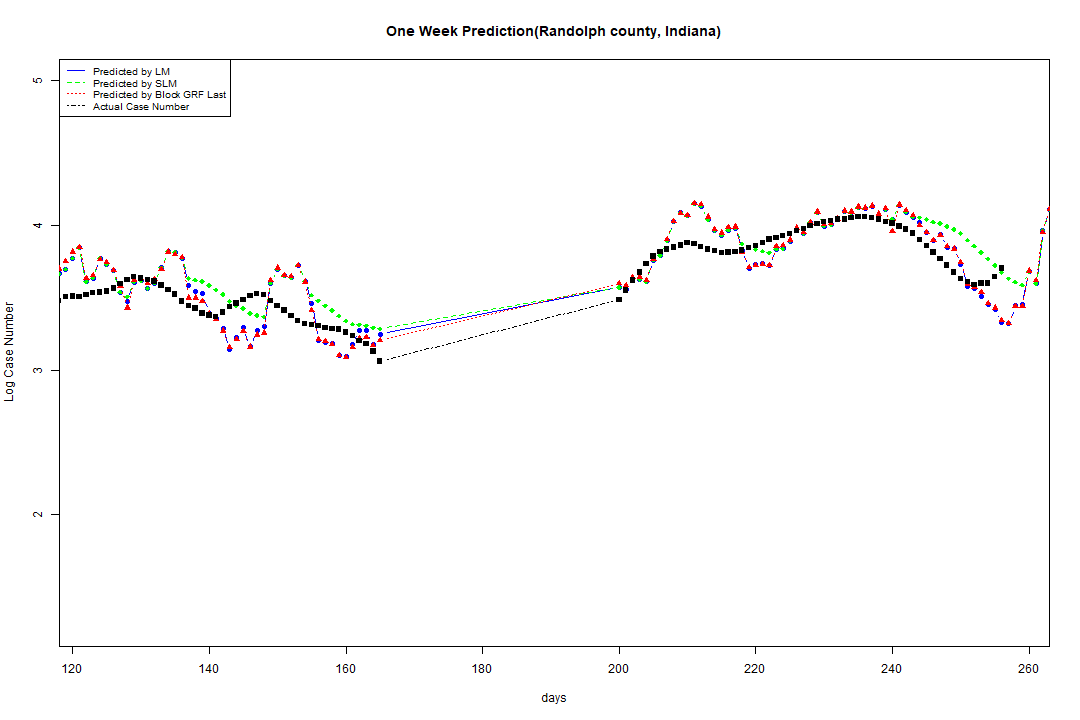 One Week Prediction(Randolph county, Indiana)
Predicted by LM
Predicted by SLM
Predicted by Block GRF Last
Actual Case Number
5
4
3
2
Log Case Number
120 140 160 180 200 220 240 260
days